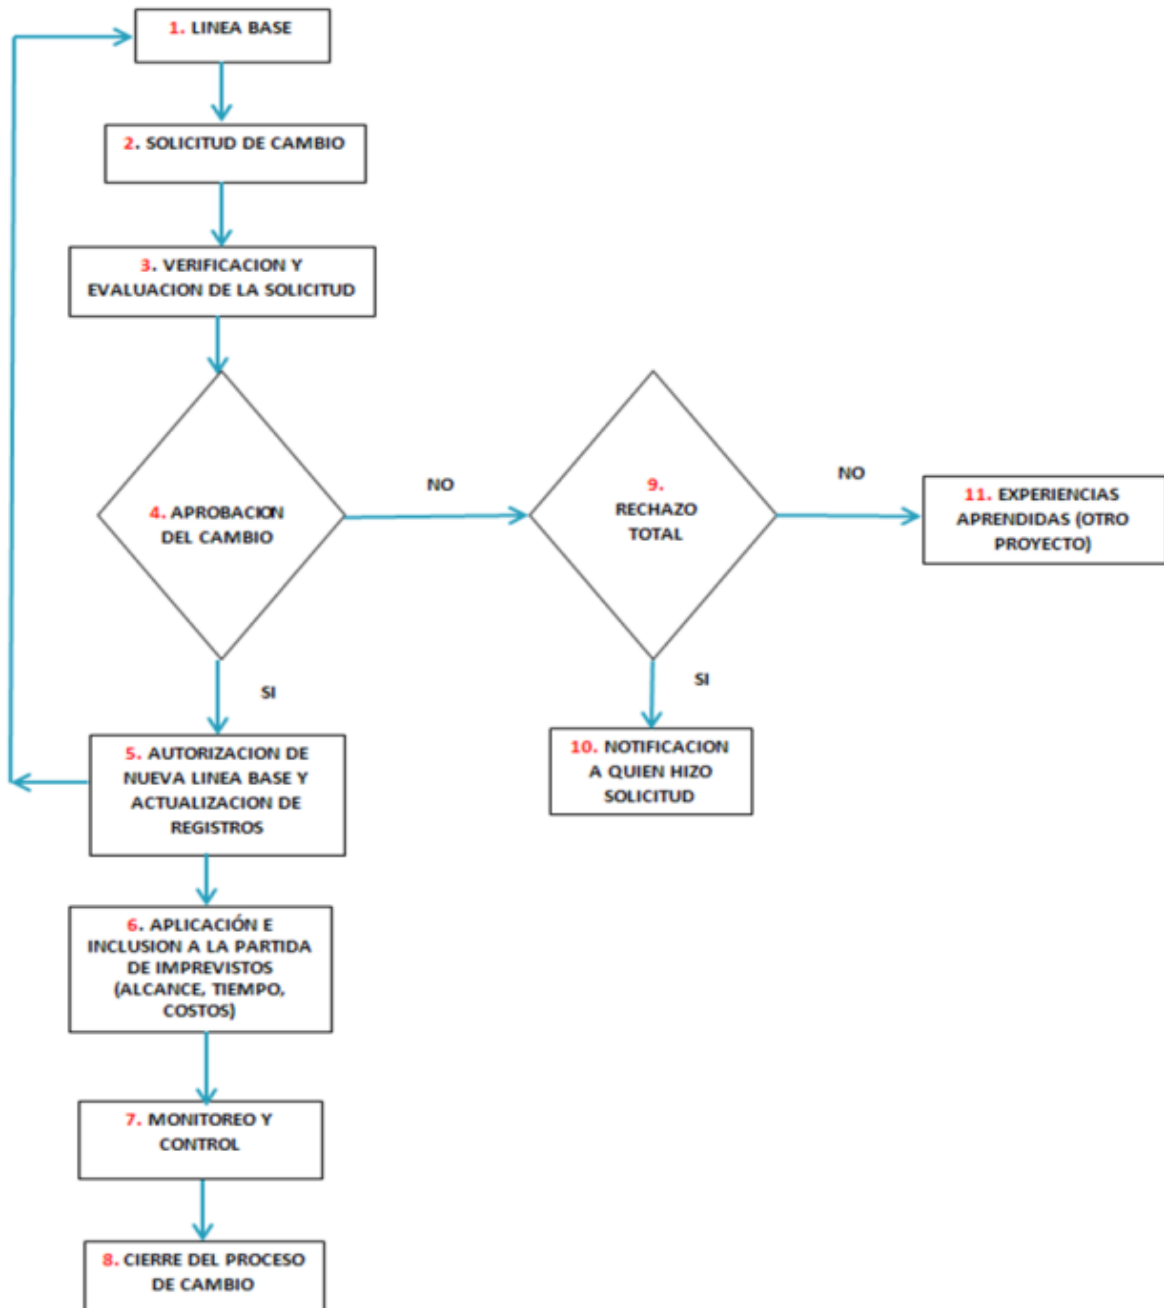 1. LINEA BASE
2. SOLICITUD DE CAMBIO
3. VERIFICACION Y
EVALUACION DE LA SOLICITUD
4. APROBACION
DEL CAMBIO
NO
9.
RECHAZO
TOTAL
NO
11. EXPERIENCIAS
APRENDIDAS (OTRO
PROYECTO)
SI
SI
5. AUTORIZACION DE
NUEVA LINEA BASE Y
ACTUALIZACION DE
REGISTROS
10. NOTIFICACION
A QUIEN HIZO
SOLICITUD
6. APLICACIÓN E
INCLUSION A LA PARTIDA
DE IMPREVISTOS
(ALCANCE, TIEMPO,
COSTOS)
7. MONITOREO Y
CONTROL
8. CIERRE DEL PROCESO
DE CAMBIO